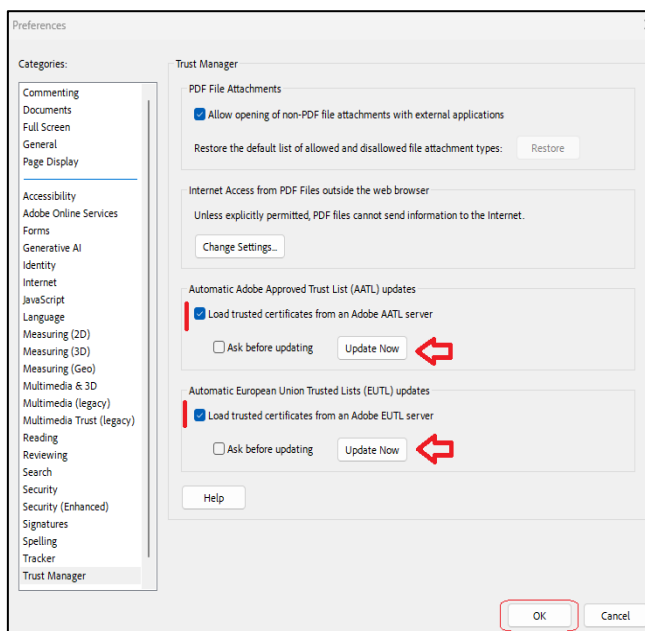 Preferences
Categories:
Commenting
Documents
Full Screen
General
Page Display
Accessibility
Adobe Online Services
Forms
Generative AI
Identity
Internet
JavaScript
Language
Measuring (2D)
Measuring (3D)
Measuring (Geo)
Multimedia & 3D
Multimedia (legacy)
Multimedia Trust (legacy)
Reading
Reviewing
Search
Security
Security (Enhanced)
Signatures
Spelling
Tracker
Trust Manager
Trust Manager
PDF File Attachments
Allow opening of non-PDF file attachments with external applications
Restore the default list of allowed and disallowed file attachment types: Restore
Internet Access from PDF Files outside the web browser
Unless explicitly permitted, PDF files cannot send information to the Internet.
Change Settings...
Automatic Adobe Approved Trust List (AATL) updates
Load trusted certificates from an Adobe AATL server
Ask before updating Update Now
Automatic European Union Trusted Lists (EUTL) updates
Load trusted certificates from an Adobe EUTL server
Ask before updating Update Now
Help
OK Cancel